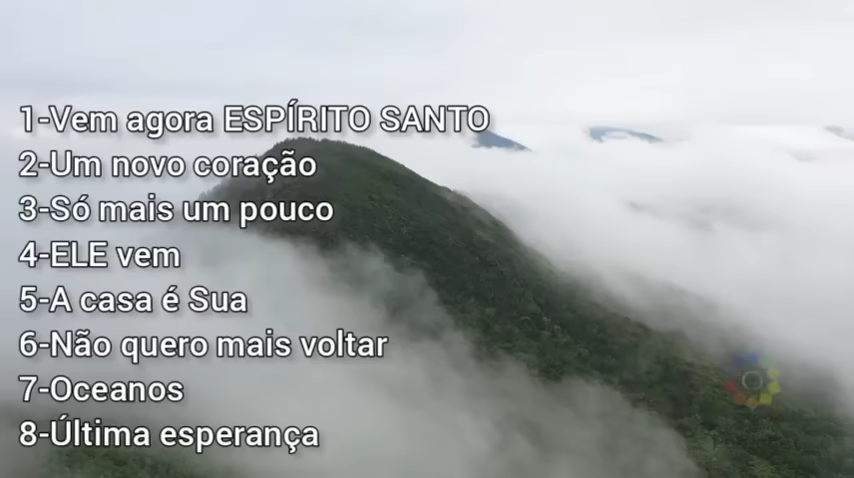 1-Vem agora ESPÍRITO SANTO
2-Um novo coração
3-Só mais um pouco
4-ELE vem
5-A casa é Sua
6-Não quero mais voltar
7-Oceanos
8-Última esperança